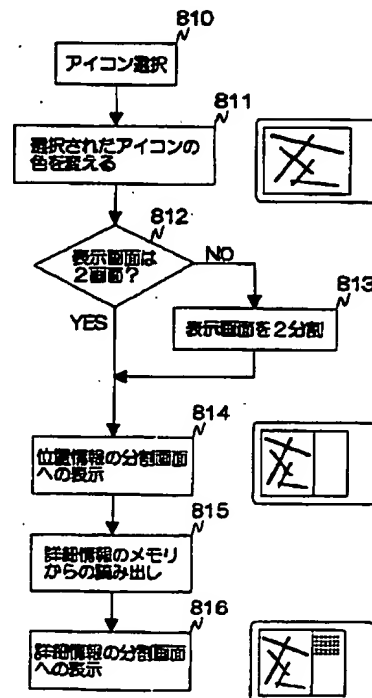 810
アイコン選択
811
選択されたアイコンの
色を変える
812
表示画面は
2画面?
NO
813
YES
表示画面を2分割
814
位置情報の分割画面
への表示
815
詳細情報のメモリ
からの読み出し
816
詳細情報の分割画面
への表示